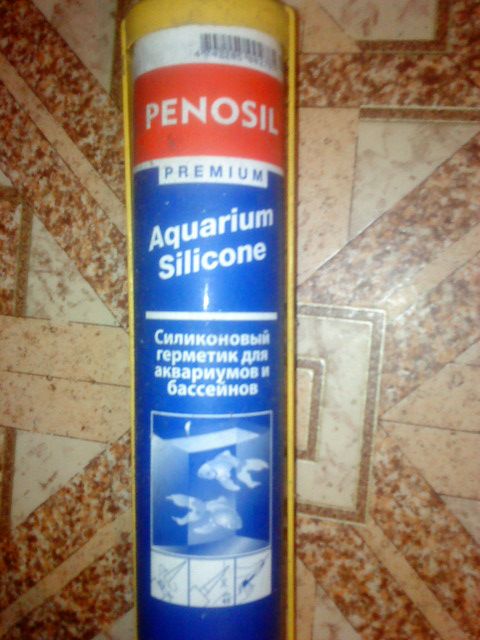 PENOSIL
PREMIUM
Aquarium
Silicone
Силиконовый
герметик для
аквариумов и
бассейнов